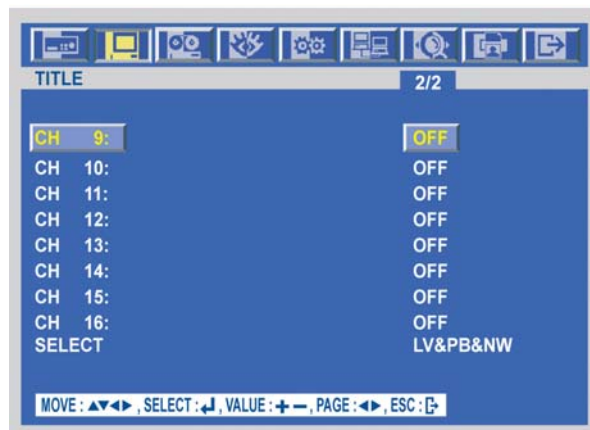 TITLE 2/2
CH 9: OFF
CH 10: OFF
CH 11: OFF
CH 12: OFF
CH 13: OFF
CH 14: OFF
CH 15: OFF
CH 16: OFF
SELECT LV&PB&NW
MOVE : ▲▼◀▶ , SELECT : ↵ , VALUE : + − , PAGE : ◀▶ , ESC :